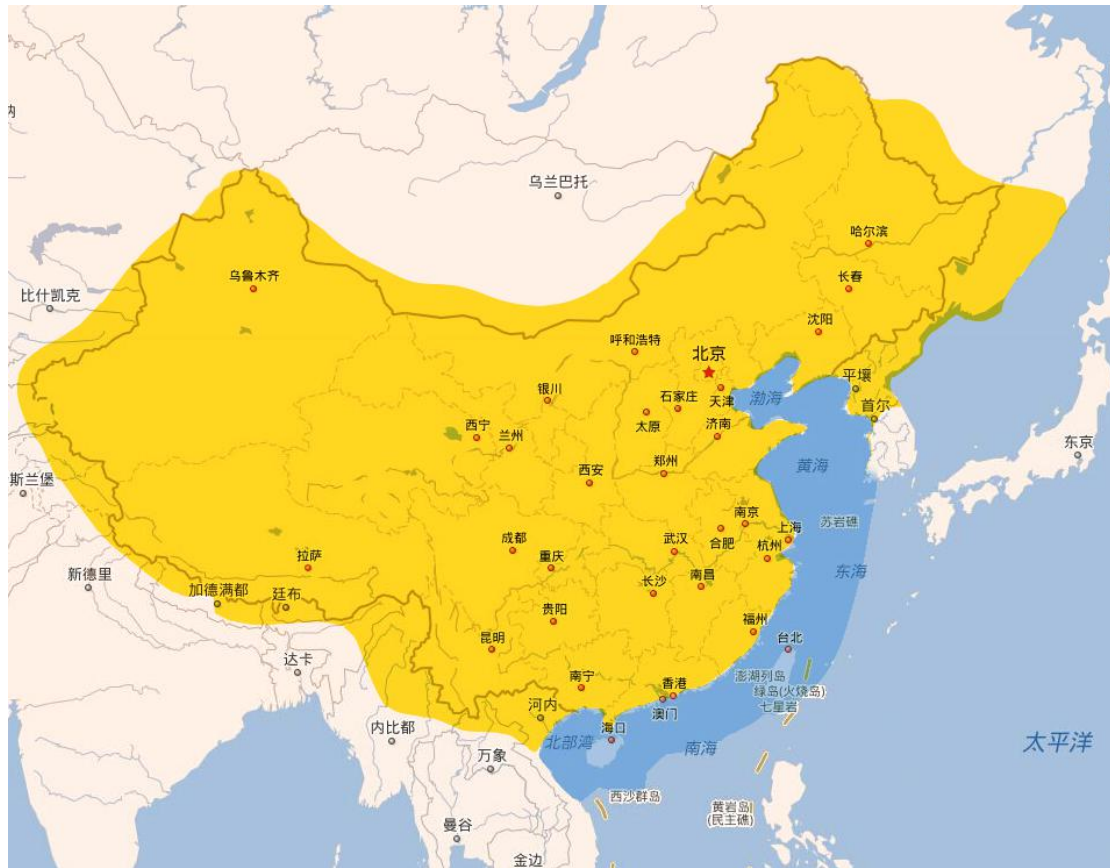 纳
乌兰巴托
哈尔滨
乌鲁木齐
长春
比什凯克
沈阳
呼和浩特
北京
平壤
银川
石家庄
天津
渤海
首尔
西宁
太原
济南
兰州
东京
郑州
黄海
西安
斯兰堡
南京
苏岩礁
上海
成都
武汉
合肥
杭州
拉萨
重庆
东海
新德里
长沙
南昌
加德满都
廷布
贵阳
福州
昆明
台北
达卡
澎湖列岛
南宁
香港
绿岛(火烧岛)
河内
七星岩
澳门
内比都
海口
北部湾
南海
太平洋
万象
西沙群岛
黄岩岛
(民主礁)
曼谷
金边